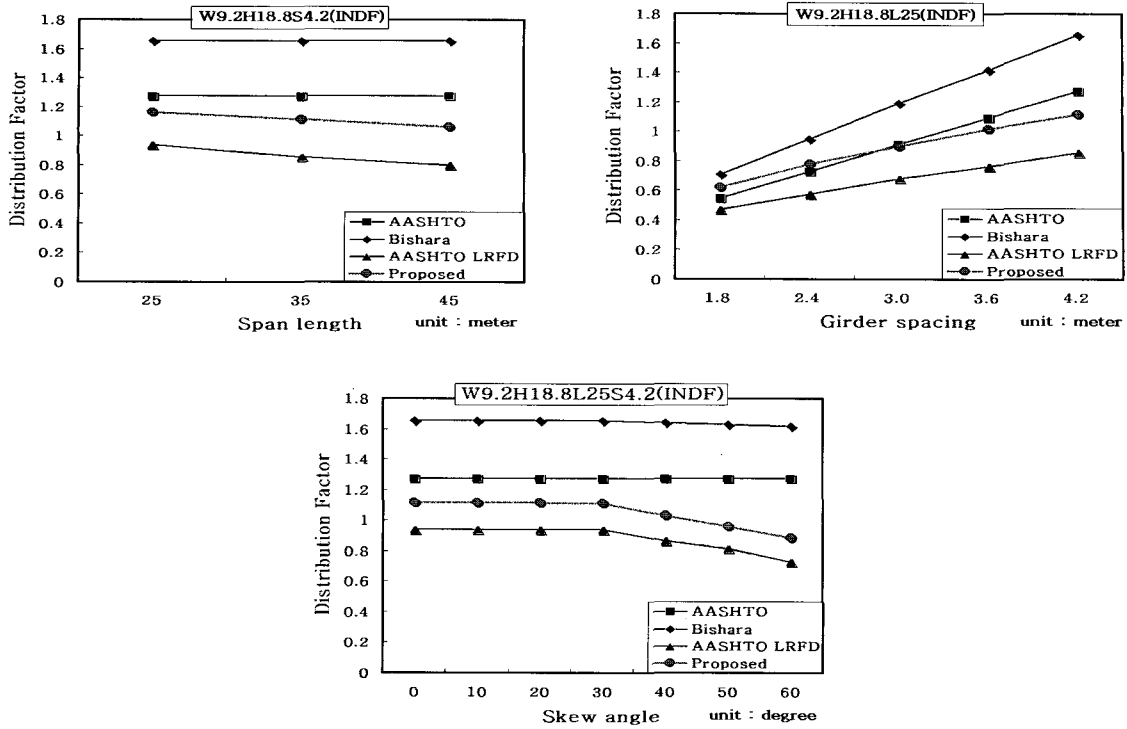 W9.2H18.8S4.2(INDF)
Distribution Factor
1.8
1.6
1.4
1.2
1
0.8
0.6
0.4
0.2
0
AASHTO
Bishara
AASHTO LRFD
Proposed
25 35 45
Span length unit : meter
W9.2H18.8L25(INDF)
Distribution Factor
1.8
1.6
1.4
1.2
1
0.8
0.6
0.4
0.2
0
AASHTO
Bishara
AASHTO LRFD
Proposed
1.8 2.4 3.0 3.6 4.2
Girder spacing unit : meter
W9.2H18.8L25S4.2(INDF)
Distribution Factor
1.8
1.6
1.4
1.2
1
0.8
0.6
0.4
0.2
0
AASHTO
Bishara
AASHTO LRFD
Proposed
0 10 20 30 40 50 60
Skew angle unit : degree